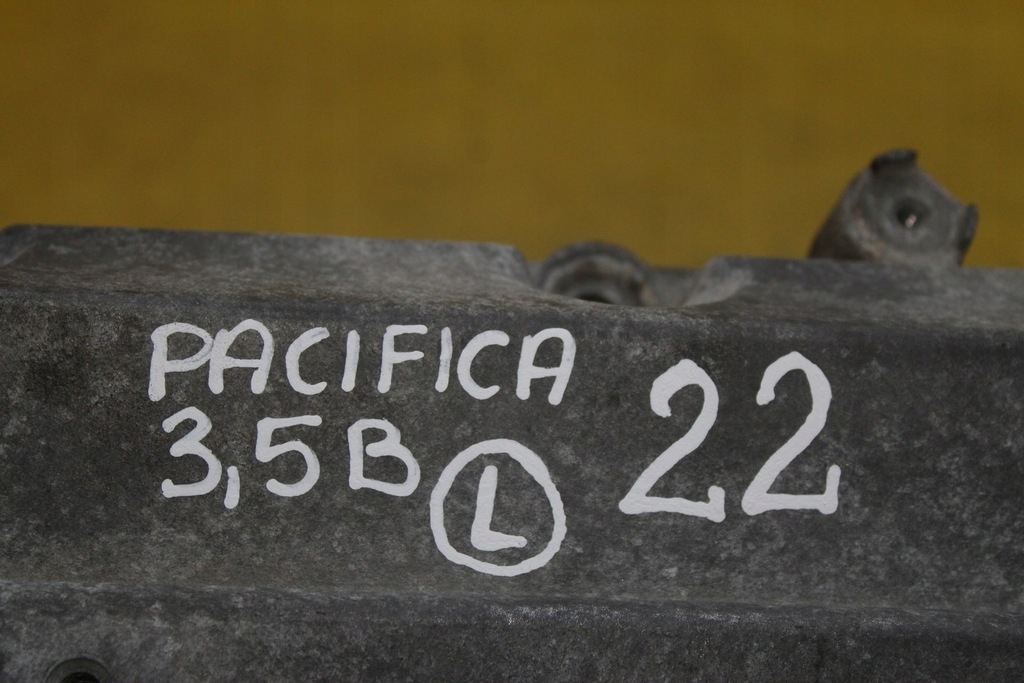 PACIFICA
3,5B L
22